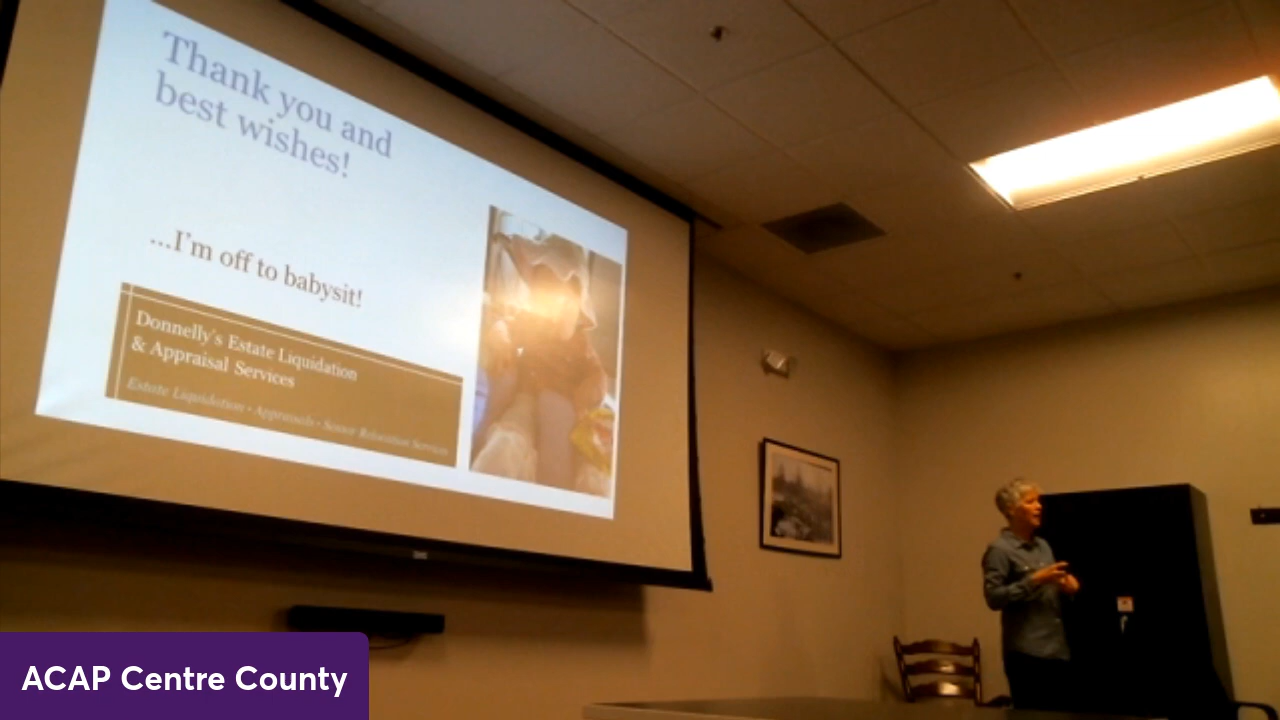 Thank you and
best wishes!
...I'm off to babysit!
Donnelly's Estate Liquidation
& Appraisal Services
Estate Liquidation • Appraisals • Senior Relocation Services
ACAP Centre County